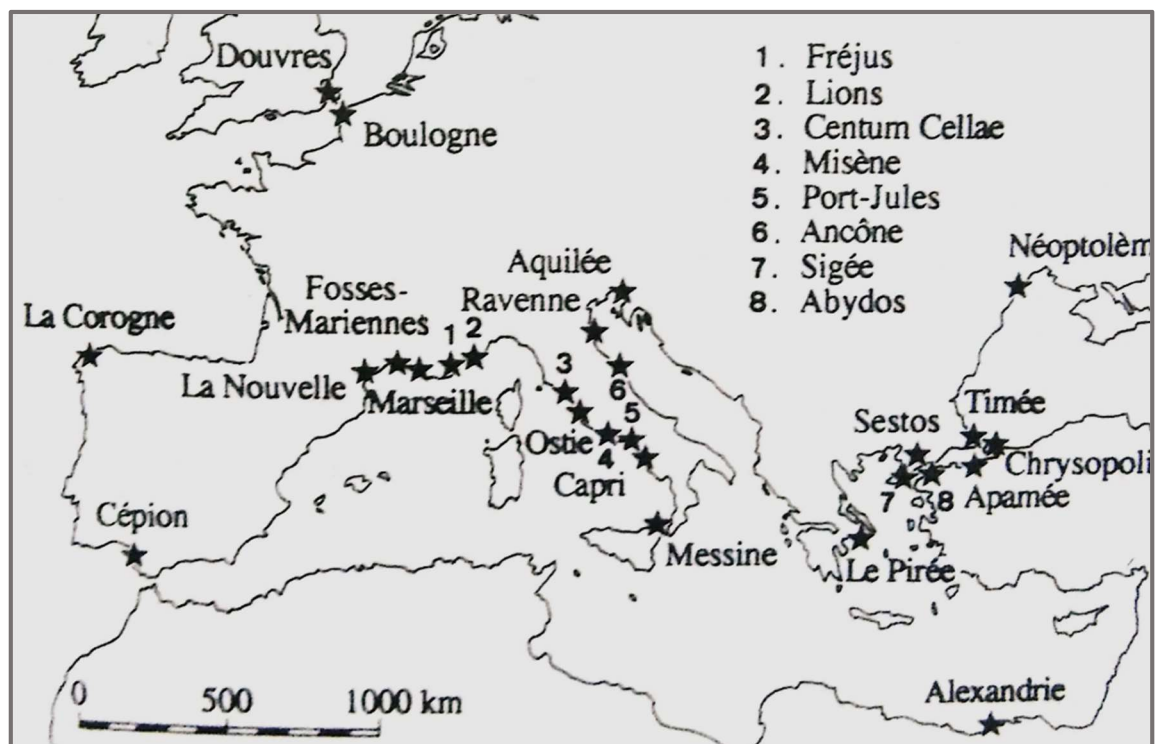 Douvres
Boulogne
1. Fréjus
2. Lions
3. Centum Cellae
4. Misène
5. Port-Jules
6. Ancône
7. Sigée
8. Abydos
Néoptolèm
Aquilée
Ravenne
Fosses-
Mariennes
1 2
La Corogne
La Nouvelle
Marseille
3
6
5
Ostie
4
Capri
Sestos
Timée
Chrysopoli
7
8
Apamée
Cépion
Messine
Le Pirée
Alexandrie
0 500 1000 km